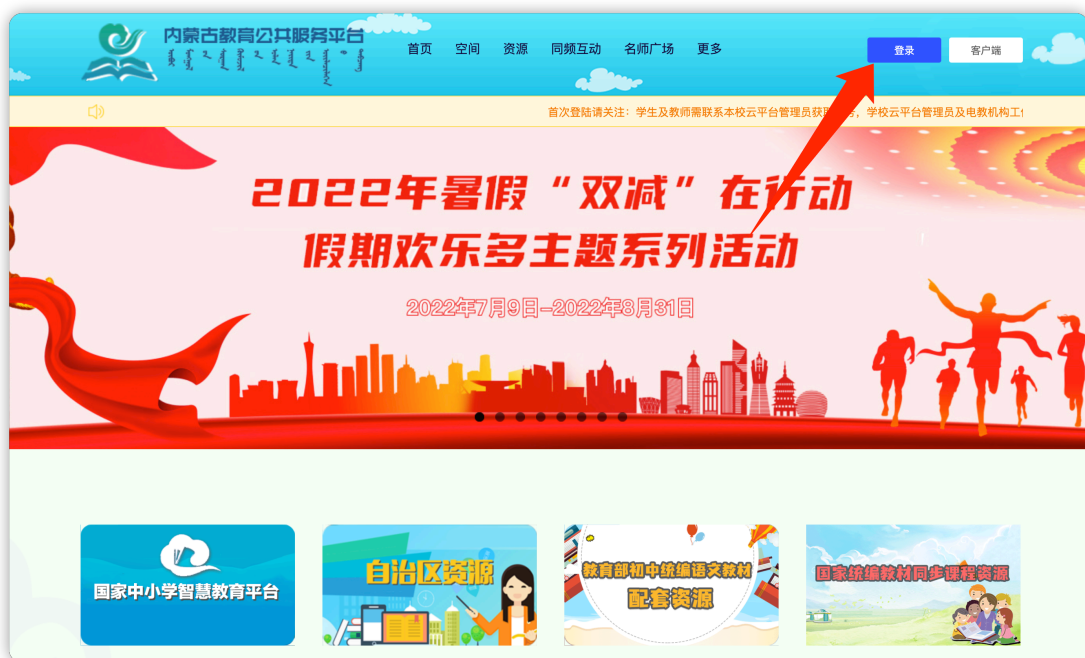 内蒙古教育公共服务平台
首页 空间 资源 同频互动 名师广场 更多
登录 客户端
首次登陆请关注：学生及教师需联系本校云平台管理员获
，学校云平台管理员及电教机构工
2022年暑假“双减”在行动
假期欢乐多主题系列活动
2022年7月9日-2022年8月31日
国家中小学智慧教育平台
自治区资源
教育部初中统编语文教材
配套资源
国家统编教材同步课程资源